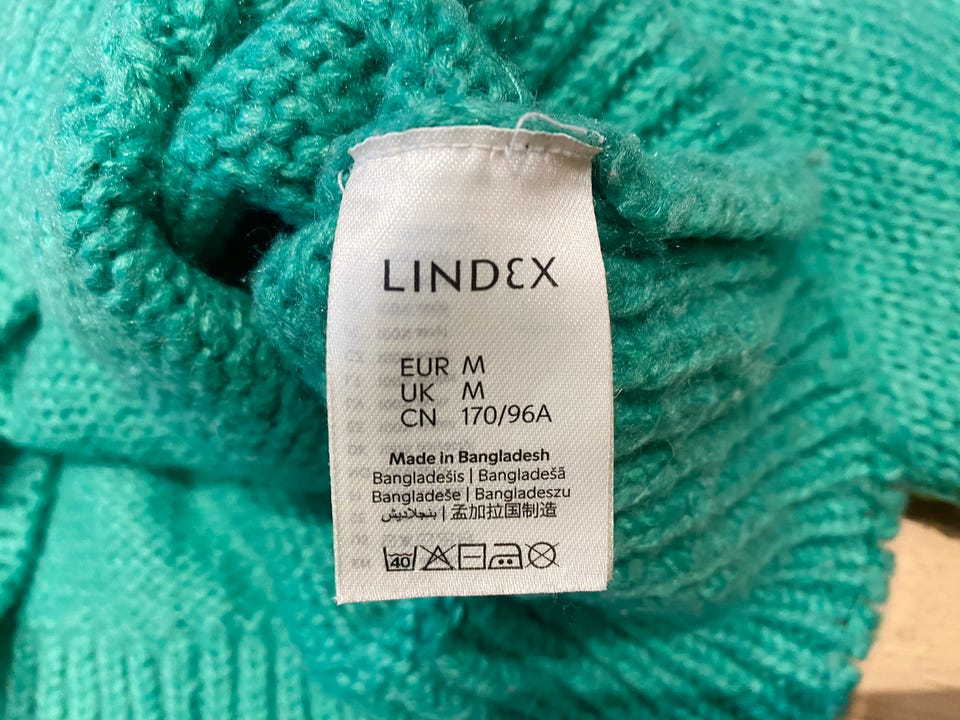 LINDEX
EUR M
UK M
CN 170/96A
Made in Bangladesh
Bangladešis | Bangladešā
Bangladeše | Bangladeszu
بنجلاديش | 孟加拉国制造
40